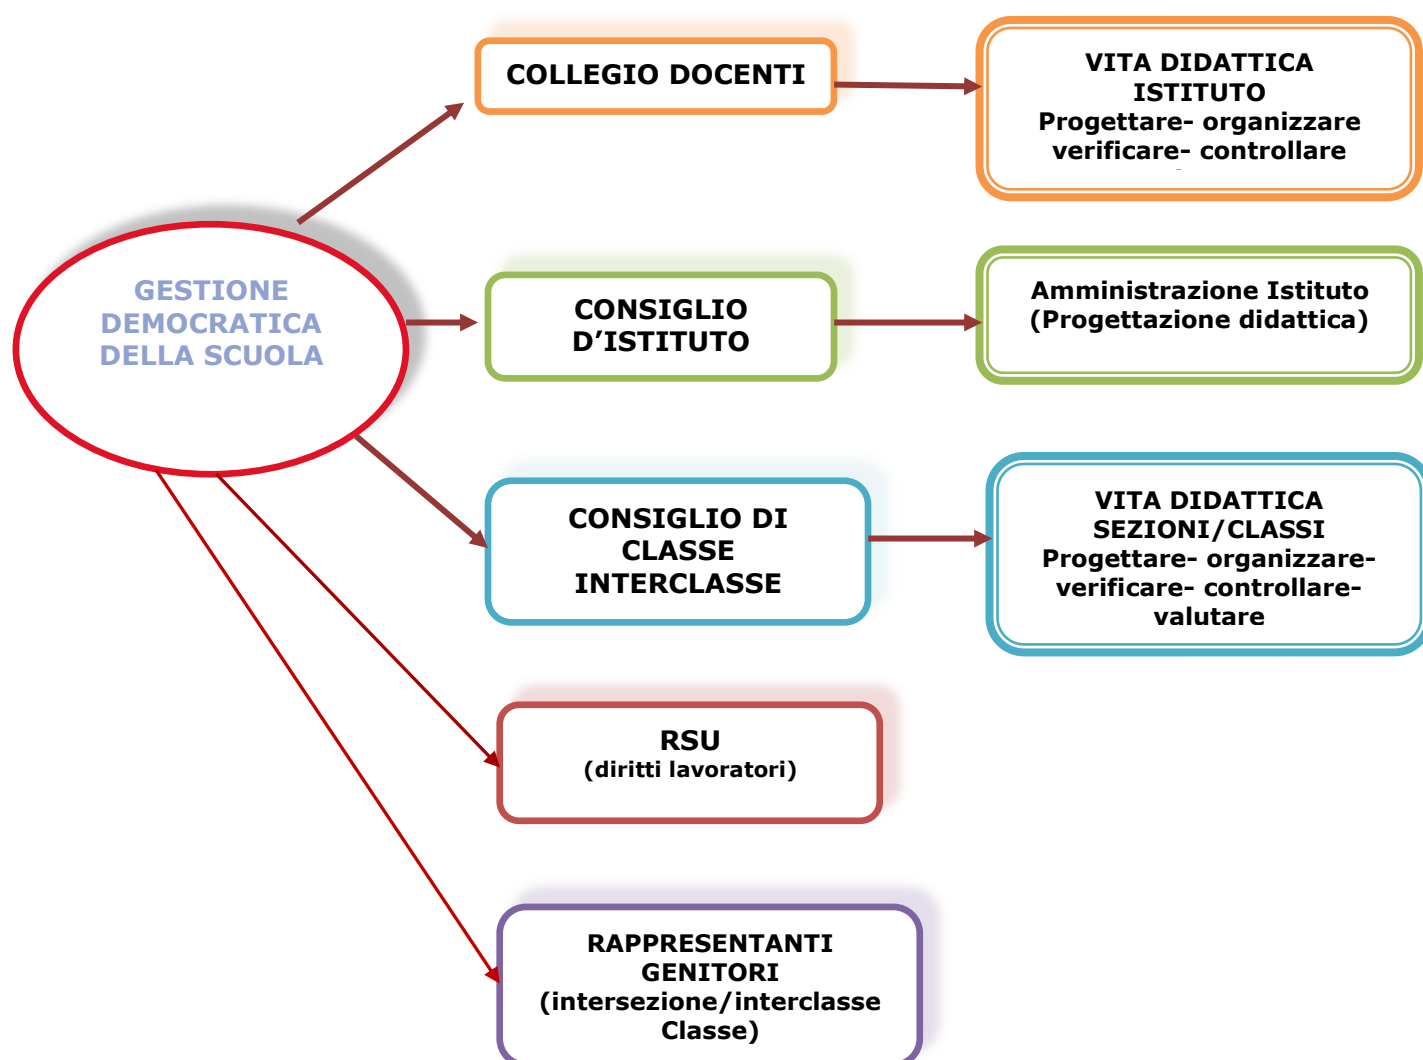 COLLEGIO DOCENTI
VITA DIDATTICA
ISTITUTO
Progettare- organizzare
verificare- controllare
GESTIONE
DEMOCRATICA
DELLA SCUOLA
CONSIGLIO
D’ISTITUTO
Amministrazione Istituto
(Progettazione didattica)
CONSIGLIO DI
CLASSE
INTERCLASSE
VITA DIDATTICA
SEZIONI/CLASSI
Progettare- organizzare-
verificare- controllare-
valutare
RSU
(diritti lavoratori)
RAPPRESENTANTI
GENITORI
(intersezione/interclasse
Classe)